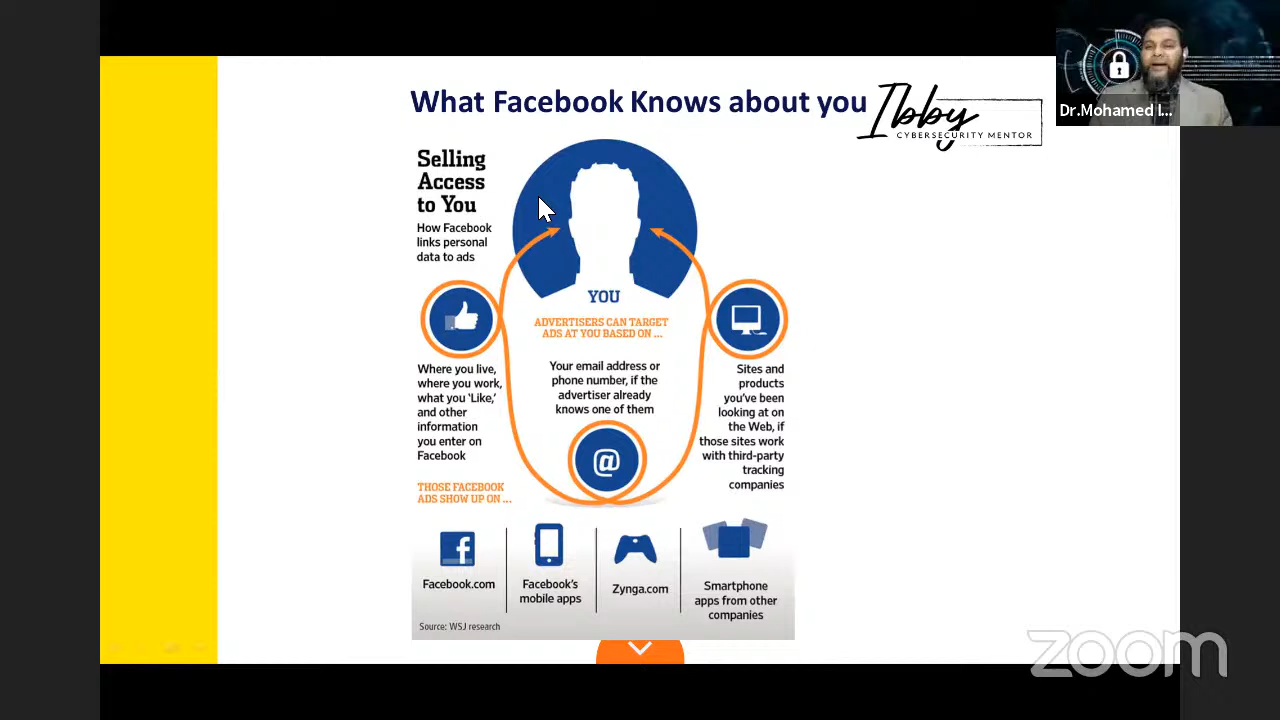 What Facebook Knows about you
Ibby
CYBERSECURITY MENTOR
Dr.Mohamed I...
Selling
Access
to You
How Facebook
links personal
data to ads
YOU
ADVERTISERS CAN TARGET
ADS AT YOU BASED ON ...
Where you live,
where you work,
what you ‘Like,’
and other
information
you enter on
Facebook
Your email address or
phone number, if the
advertiser already
knows one of them
@
Sites and
products
you’ve been
looking at on
the Web, if
those sites work
with third-party
tracking
companies
THOSE FACEBOOK
ADS SHOW UP ON ...
f
Facebook.com
Facebook’s
mobile apps
Zynga.com
Smartphone
apps from other
companies
Source: WSJ research
zoom